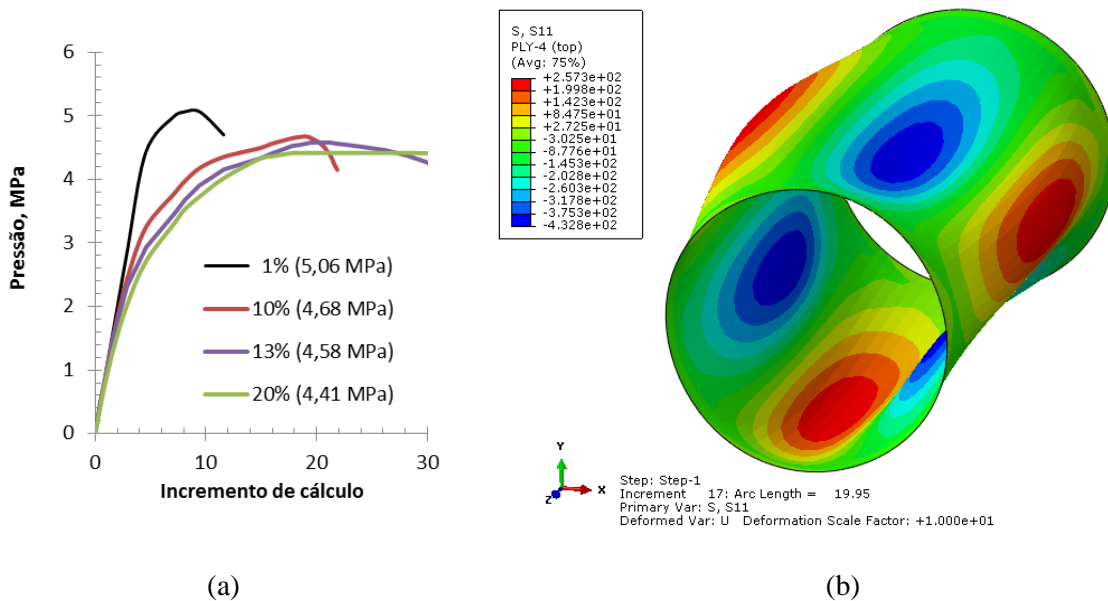 6
5
4
3
2
1
0
Pressão, MPa
1% (5,06 MPa)
10% (4,68 MPa)
13% (4,58 MPa)
20% (4,41 MPa)
0
10
20
30
Incremento de cálculo
(a)
S, S11
PLY-4 (top)
(Avg: 75%)
+2.573e+02
+1.998e+02
+1.423e+02
+8.475e+01
+2.725e+01
-3.025e+01
-8.776e+01
-1.453e+02
-2.028e+02
-2.603e+02
-3.178e+02
-3.753e+02
-4.328e+02
Y
X
Z
Step: Step-1
Increment 17: Arc Length = 19.95
Primary Var: S, S11
Deformed Var: U Deformation Scale Factor: +1.000e+01
(b)